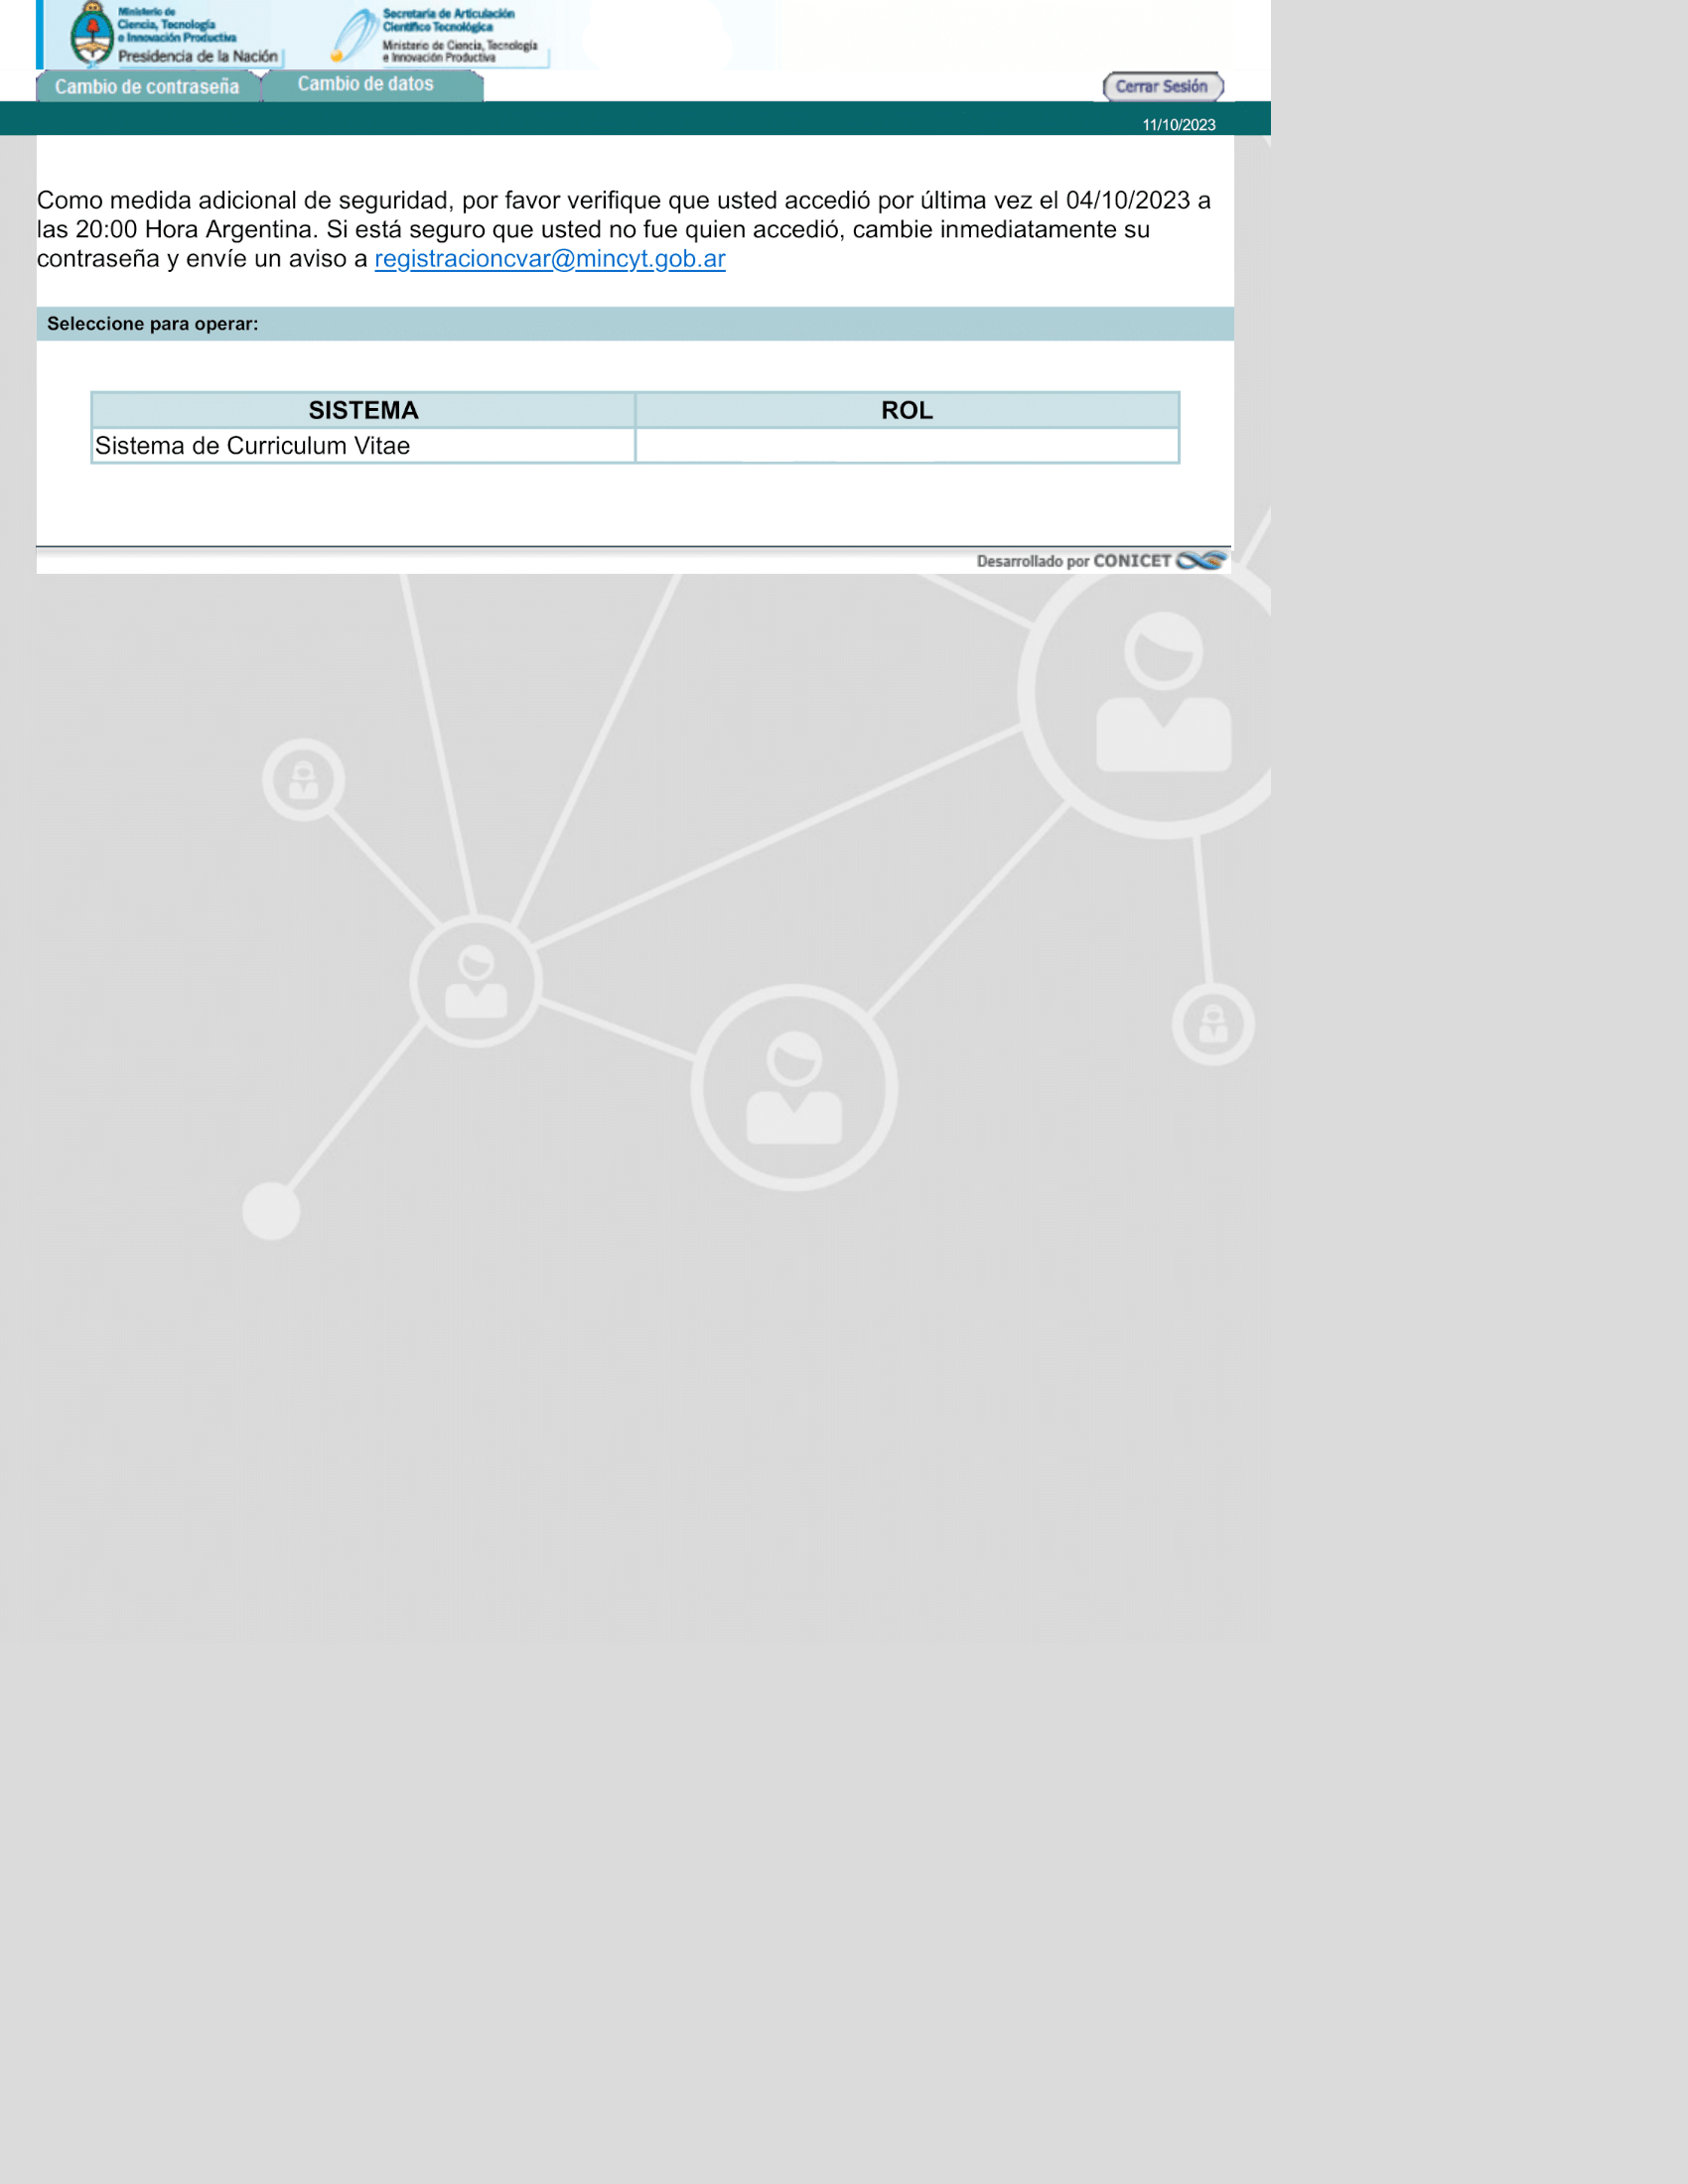 Ministerio de
Ciencia, Tecnología
e Innovación Productiva
Presidencia de la Nación
Secretaría de Articulación
Científico Tecnológica
Ministerio de Ciencia, Tecnología
e Innovación Productiva
Cambio de contraseña
Cambio de datos
Cerrar Sesión
11/10/2023
Como medida adicional de seguridad, por favor verifique que usted accedió por última vez el 04/10/2023 a
las 20:00 Hora Argentina. Si está seguro que usted no fue quien accedió, cambie inmediatamente su
contraseña y envíe un aviso a registracioncvar@mincyt.gob.ar
Seleccione para operar:
SISTEMA ROL
Sistema de Curriculum Vitae
Desarrollado por CONICET